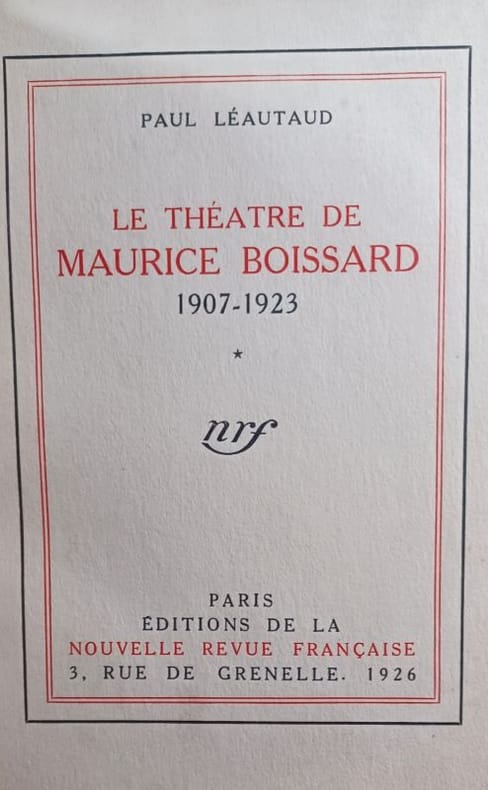 PAUL LÉAUTAUD
LE THÉATRE DE
MAURICE BOISSARD
1907-1923
*
nrf
PARIS
ÉDITIONS DE LA
NOUVELLE REVUE FRANÇAISE
3, RUE DE GRENELLE. 1926